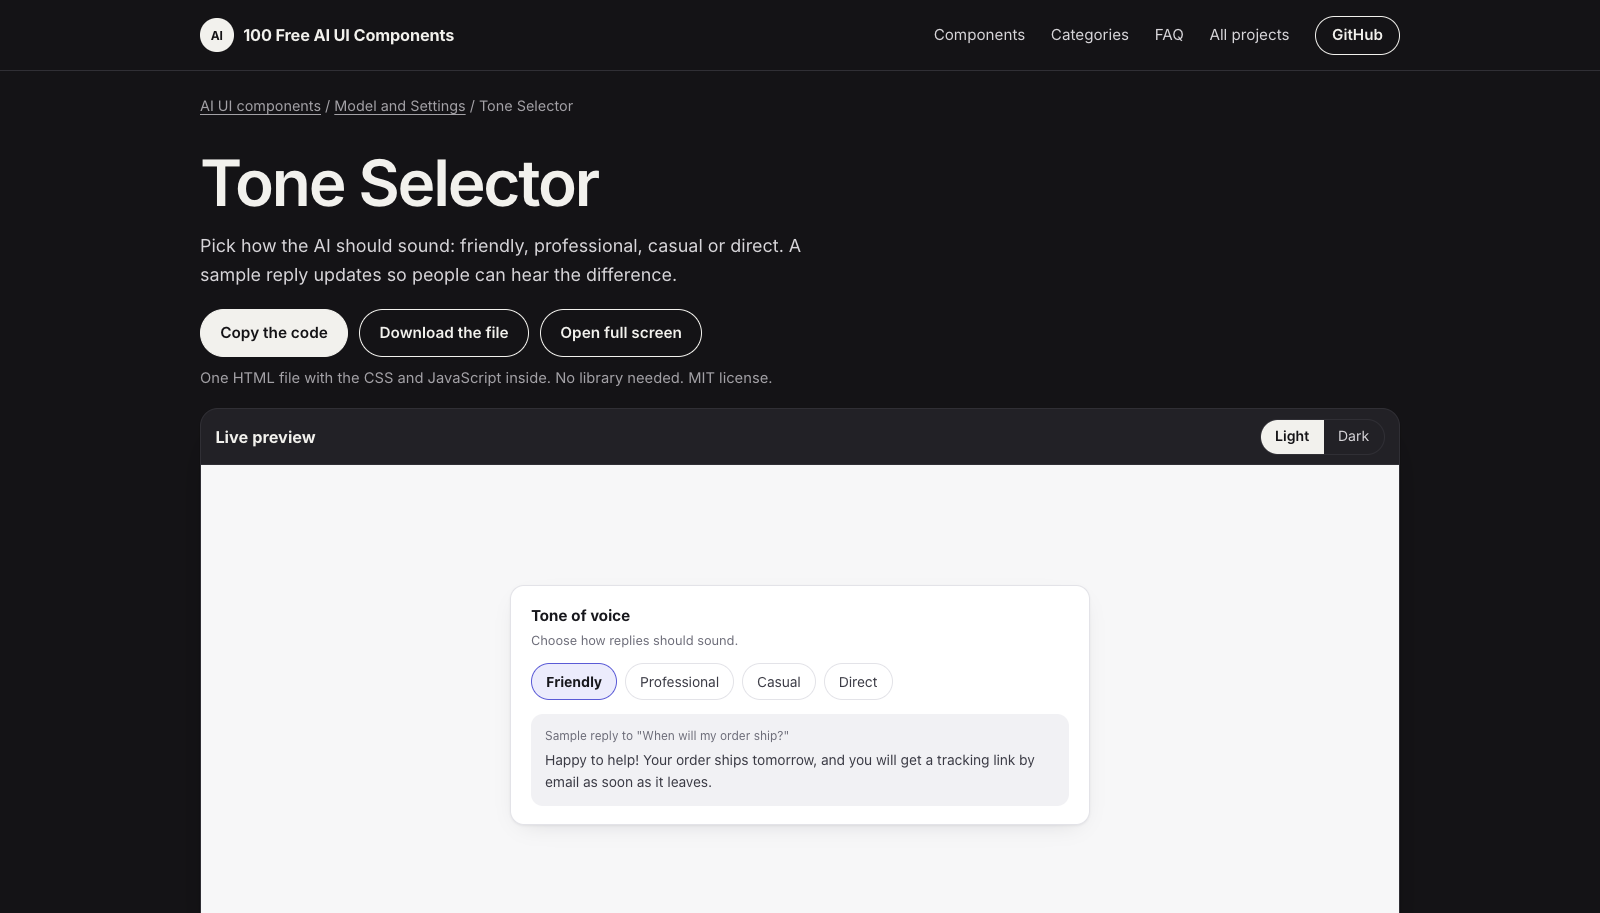 AI
100 Free AI UI Components
Components
Categories
FAQ
All projects
GitHub
AI UI components / Model and Settings / Tone Selector
Tone Selector
Pick how the AI should sound: friendly, professional, casual or direct. A
sample reply updates so people can hear the difference.
Copy the code
Download the file
Open full screen
One HTML file with the CSS and JavaScript inside. No library needed. MIT license.
Live preview
Light
Dark
Tone of voice
Choose how replies should sound.
Friendly
Professional
Casual
Direct
Sample reply to "When will my order ship?"
Happy to help! Your order ships tomorrow, and you will get a tracking link by
email as soon as it leaves.